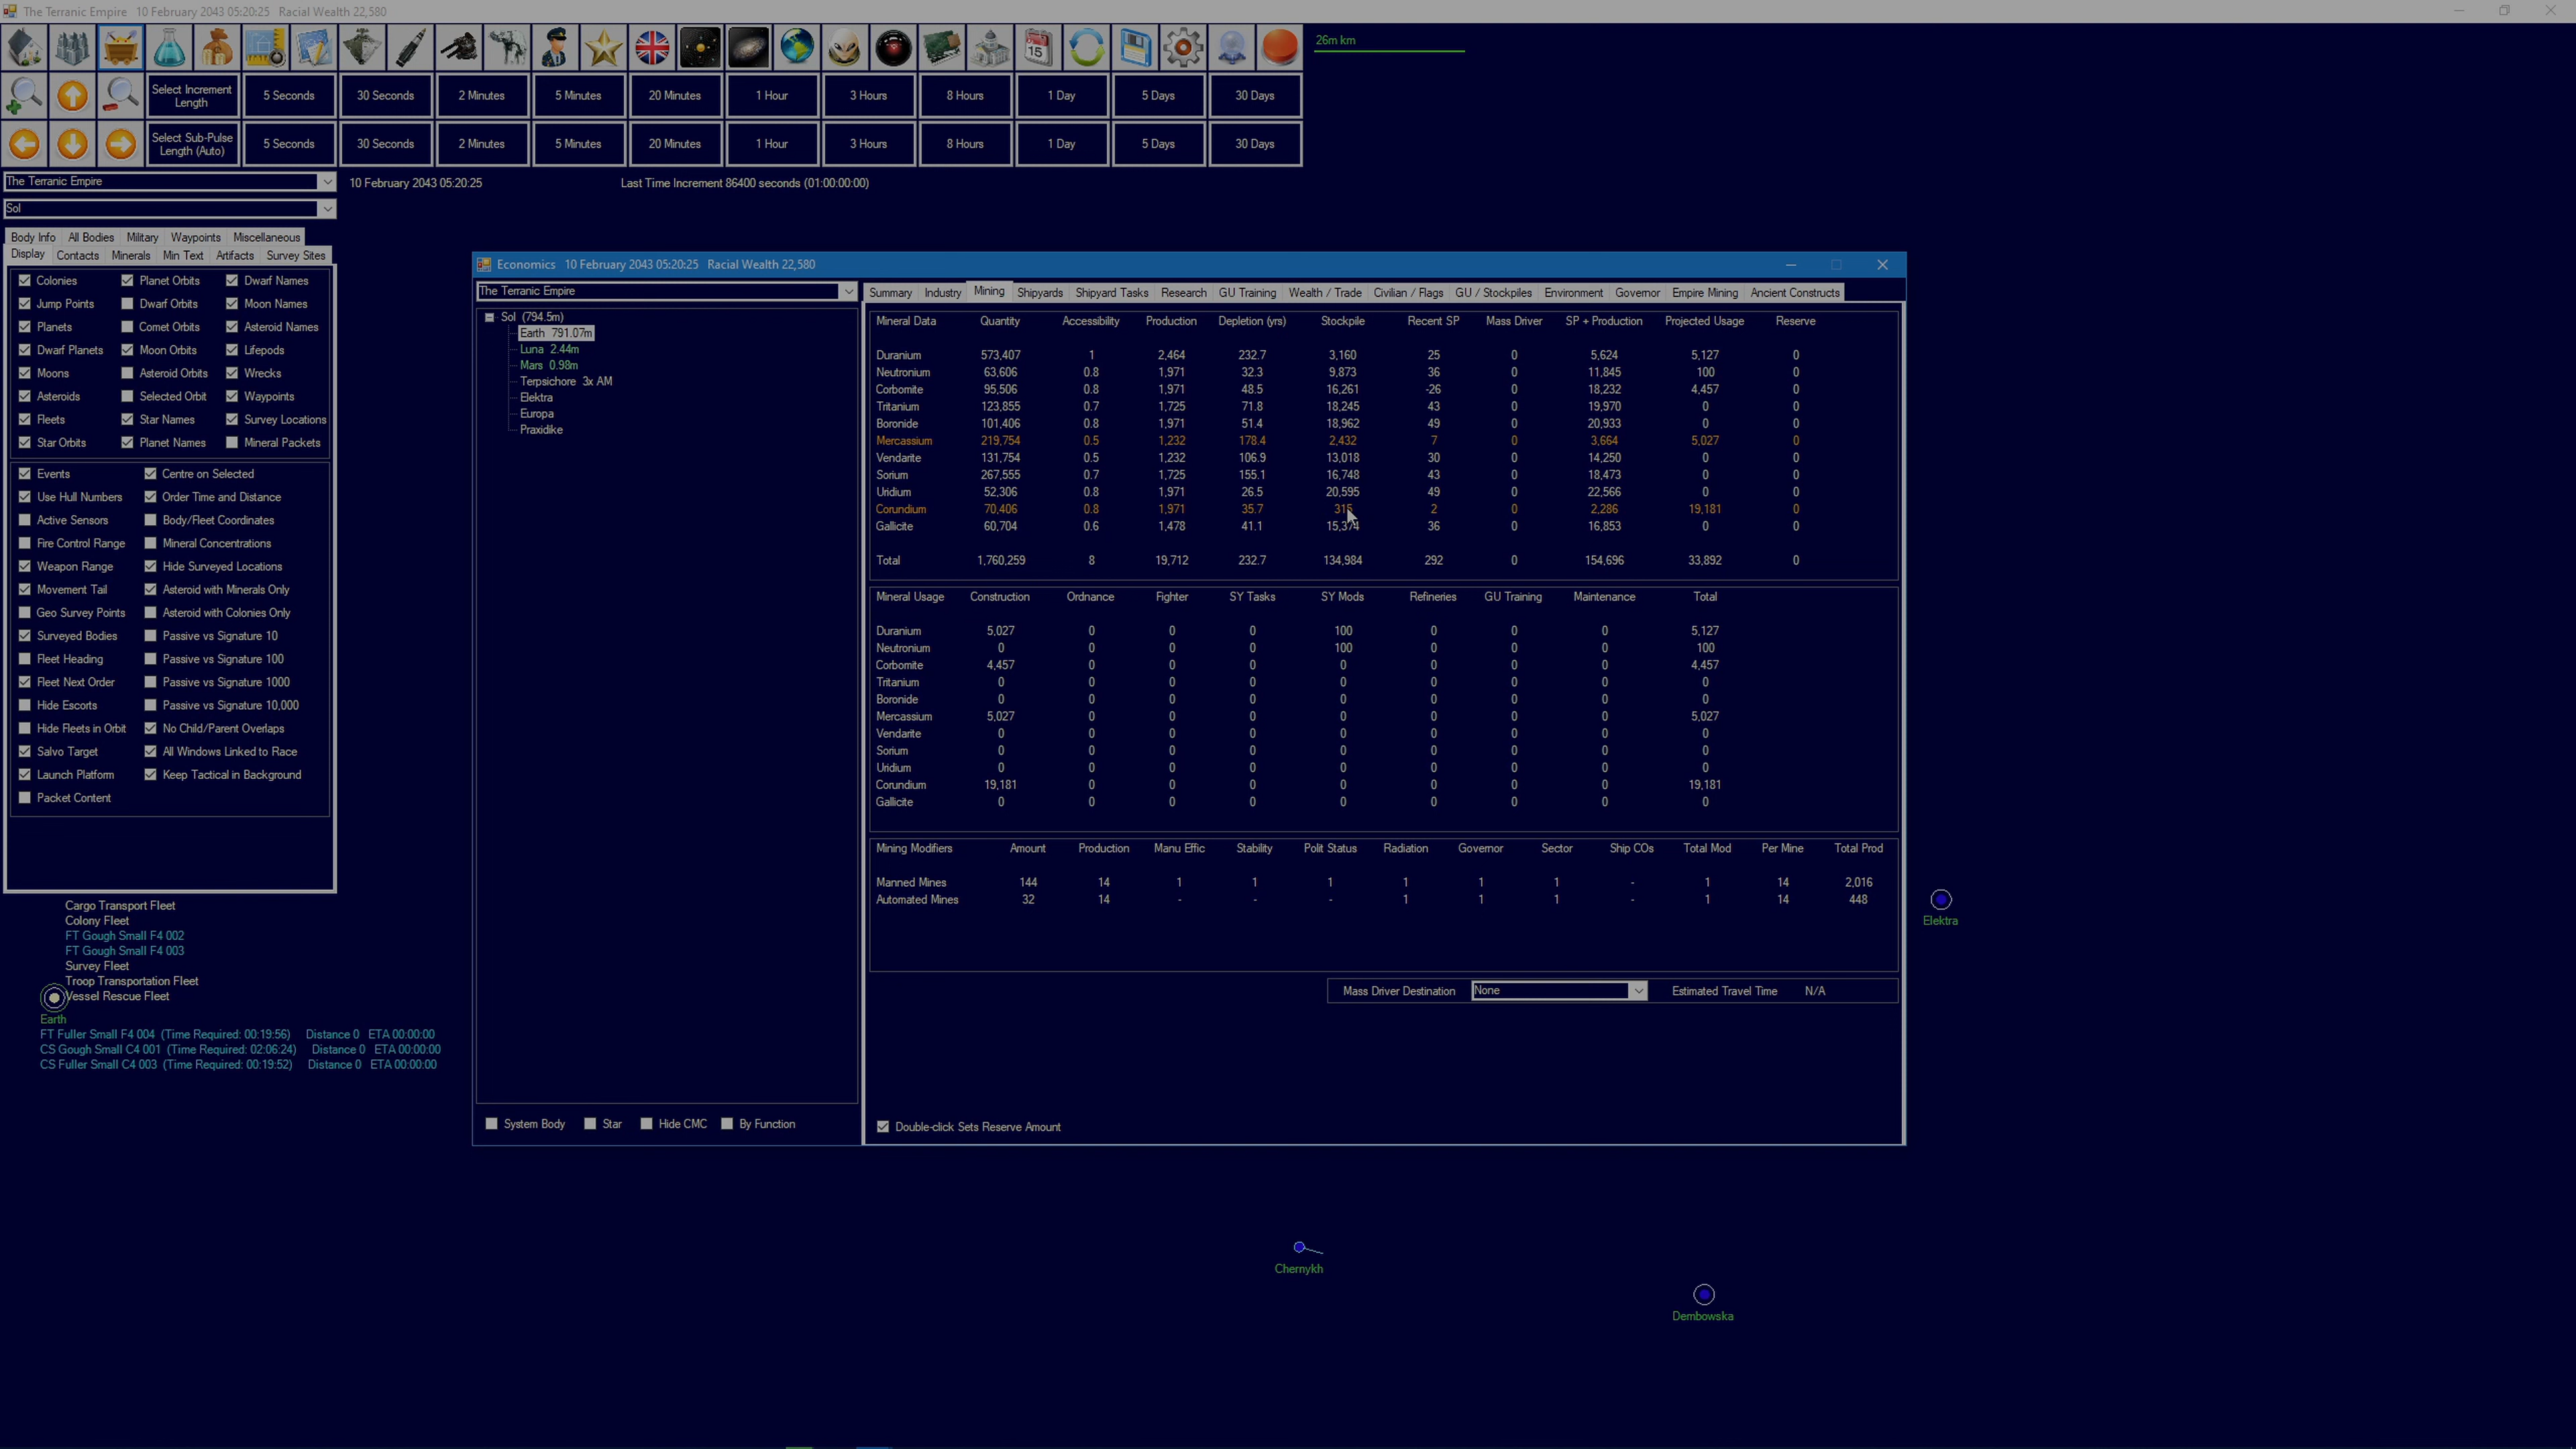 The Terranic Empire 10 February 2043 05:20:25 Racial Wealth 22,580
26m km
Select Increment Length 5 Seconds 30 Seconds 2 Minutes 5 Minutes 20 Minutes 1 Hour 3 Hours 8 Hours 1 Day 5 Days 30 Days
Select Sub-Pulse Length (Auto) 5 Seconds 30 Seconds 2 Minutes 5 Minutes 20 Minutes 1 Hour 3 Hours 8 Hours 1 Day 5 Days 30 Days
The Terranic Empire 10 February 2043 05:20:25 Last Time Increment 86400 seconds (01:00:00:00)
Sol
Body Info All Bodies Military Waypoints Miscellaneous
Display Contacts Minerals Min Text Artifacts Survey Sites
Colonies Planet Orbits Dwarf Names
Jump Points Dwarf Orbits Moon Names
Planets Comet Orbits Asteroid Names
Dwarf Planets Moon Orbits Lifepods
Moons Asteroid Orbits Wrecks
Asteroids Selected Orbit Waypoints
Fleets Star Names Survey Locations
Star Orbits Planet Names Mineral Packets
Events Centre on Selected
Use Hull Numbers Order Time and Distance
Active Sensors Body/Fleet Coordinates
Fire Control Range Mineral Concentrations
Weapon Range Hide Surveyed Locations
Movement Tail Asteroid with Minerals Only
Geo Survey Points Asteroid with Colonies Only
Surveyed Bodies Passive vs Signature 10
Fleet Heading Passive vs Signature 100
Fleet Next Order Passive vs Signature 1000
Hide Escorts Passive vs Signature 10,000
Hide Fleets in Orbit No Child/Parent Overlaps
Salvo Target All Windows Linked to Race
Launch Platform Keep Tactical in Background
Packet Content
Cargo Transport Fleet
Colony Fleet
FT Gough Small F4 002
FT Gough Small F4 003
Survey Fleet
Troop Transportation Fleet
Vessel Rescue Fleet
Earth
FT Fuller Small F4 004 (Time Required: 00:19:56) Distance 0 ETA 00:00:00
CS Gough Small C4 001 (Time Required: 02:06:24) Distance 0 ETA 00:00:00
CS Fuller Small C4 003 (Time Required: 00:19:52) Distance 0 ETA 00:00:00
Economics 10 February 2043 05:20:25 Racial Wealth 22,580
The Terranic Empire
Sol (794.5m)
Earth 791.07m
Luna 2.44m
Mars 0.98m
Terpsichore 3x AM
Elektra
Europa
Praxidike
System Body Star Hide CMC By Function
Summary Industry Mining Shipyards Shipyard Tasks Research GU Training Wealth / Trade Civilian / Flags GU / Stockpiles Environment Governor Empire Mining Ancient Constructs
Mineral Data Quantity Accessibility Production Depletion (yrs) Stockpile Recent SP Mass Driver SP + Production Projected Usage Reserve
Duranium 573,407 1 2,464 232.7 3,160 25 0 5,624 5,127 0
Neutronium 63,606 0.8 1,971 32.3 9,873 36 0 11,845 100 0
Corbomite 95,506 0.8 1,971 48.5 16,261 -26 0 18,232 4,457 0
Tritanium 123,855 0.7 1,725 71.8 18,245 43 0 19,970 0 0
Boronide 101,406 0.8 1,971 51.4 18,962 49 0 20,933 0 0
Mercassium 219,754 0.5 1,232 178.4 2,432 7 0 3,664 5,027 0
Vendarite 131,754 0.5 1,232 106.9 13,018 30 0 14,250 0 0
Sorium 267,555 0.7 1,725 155.1 16,748 43 0 18,473 0 0
Uridium 52,306 0.8 1,971 26.5 20,595 49 0 22,566 0 0
Corundium 70,406 0.8 1,971 35.7 315 2 0 2,286 19,181 0
Gallicite 60,704 0.6 1,478 41.1 15,374 36 0 16,853 0 0
Total 1,760,259 8 19,712 232.7 134,984 292 0 154,696 33,892 0
Mineral Usage Construction Ordnance Fighter SY Tasks SY Mods Refineries GU Training Maintenance Total
Duranium 5,027 0 0 0 100 0 0 0 5,127
Neutronium 0 0 0 0 100 0 0 0 100
Corbomite 4,457 0 0 0 0 0 0 0 4,457
Tritanium 0 0 0 0 0 0 0 0 0
Boronide 0 0 0 0 0 0 0 0 0
Mercassium 5,027 0 0 0 0 0 0 0 5,027
Vendarite 0 0 0 0 0 0 0 0 0
Sorium 0 0 0 0 0 0 0 0 0
Uridium 0 0 0 0 0 0 0 0 0
Corundium 19,181 0 0 0 0 0 0 0 19,181
Gallicite 0 0 0 0 0 0 0 0 0
Mining Modifiers Amount Production Manu Effic Stability Polit Status Radiation Governor Sector Ship COs Total Mod Per Mine Total Prod
Manned Mines 144 14 1 1 1 1 1 1 - 1 14 2,016
Automated Mines 32 14 - - - 1 1 1 - 1 14 448
Mass Driver Destination None Estimated Travel Time N/A
Double-click Sets Reserve Amount
Elektra
Chernykh
Dembowska